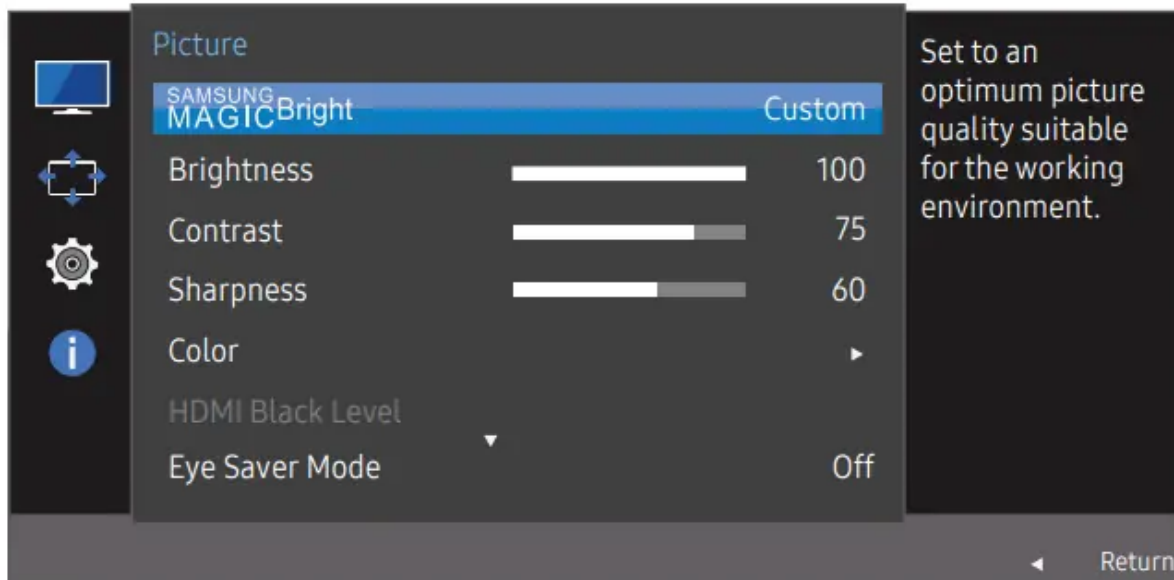 Picture
SAMSUNG
MAGICBright Custom
Brightness 100
Contrast 75
Sharpness 60
Color ▸
HDMI Black Level
Eye Saver Mode Off
Set to an
optimum picture
quality suitable
for the working
environment.
Return